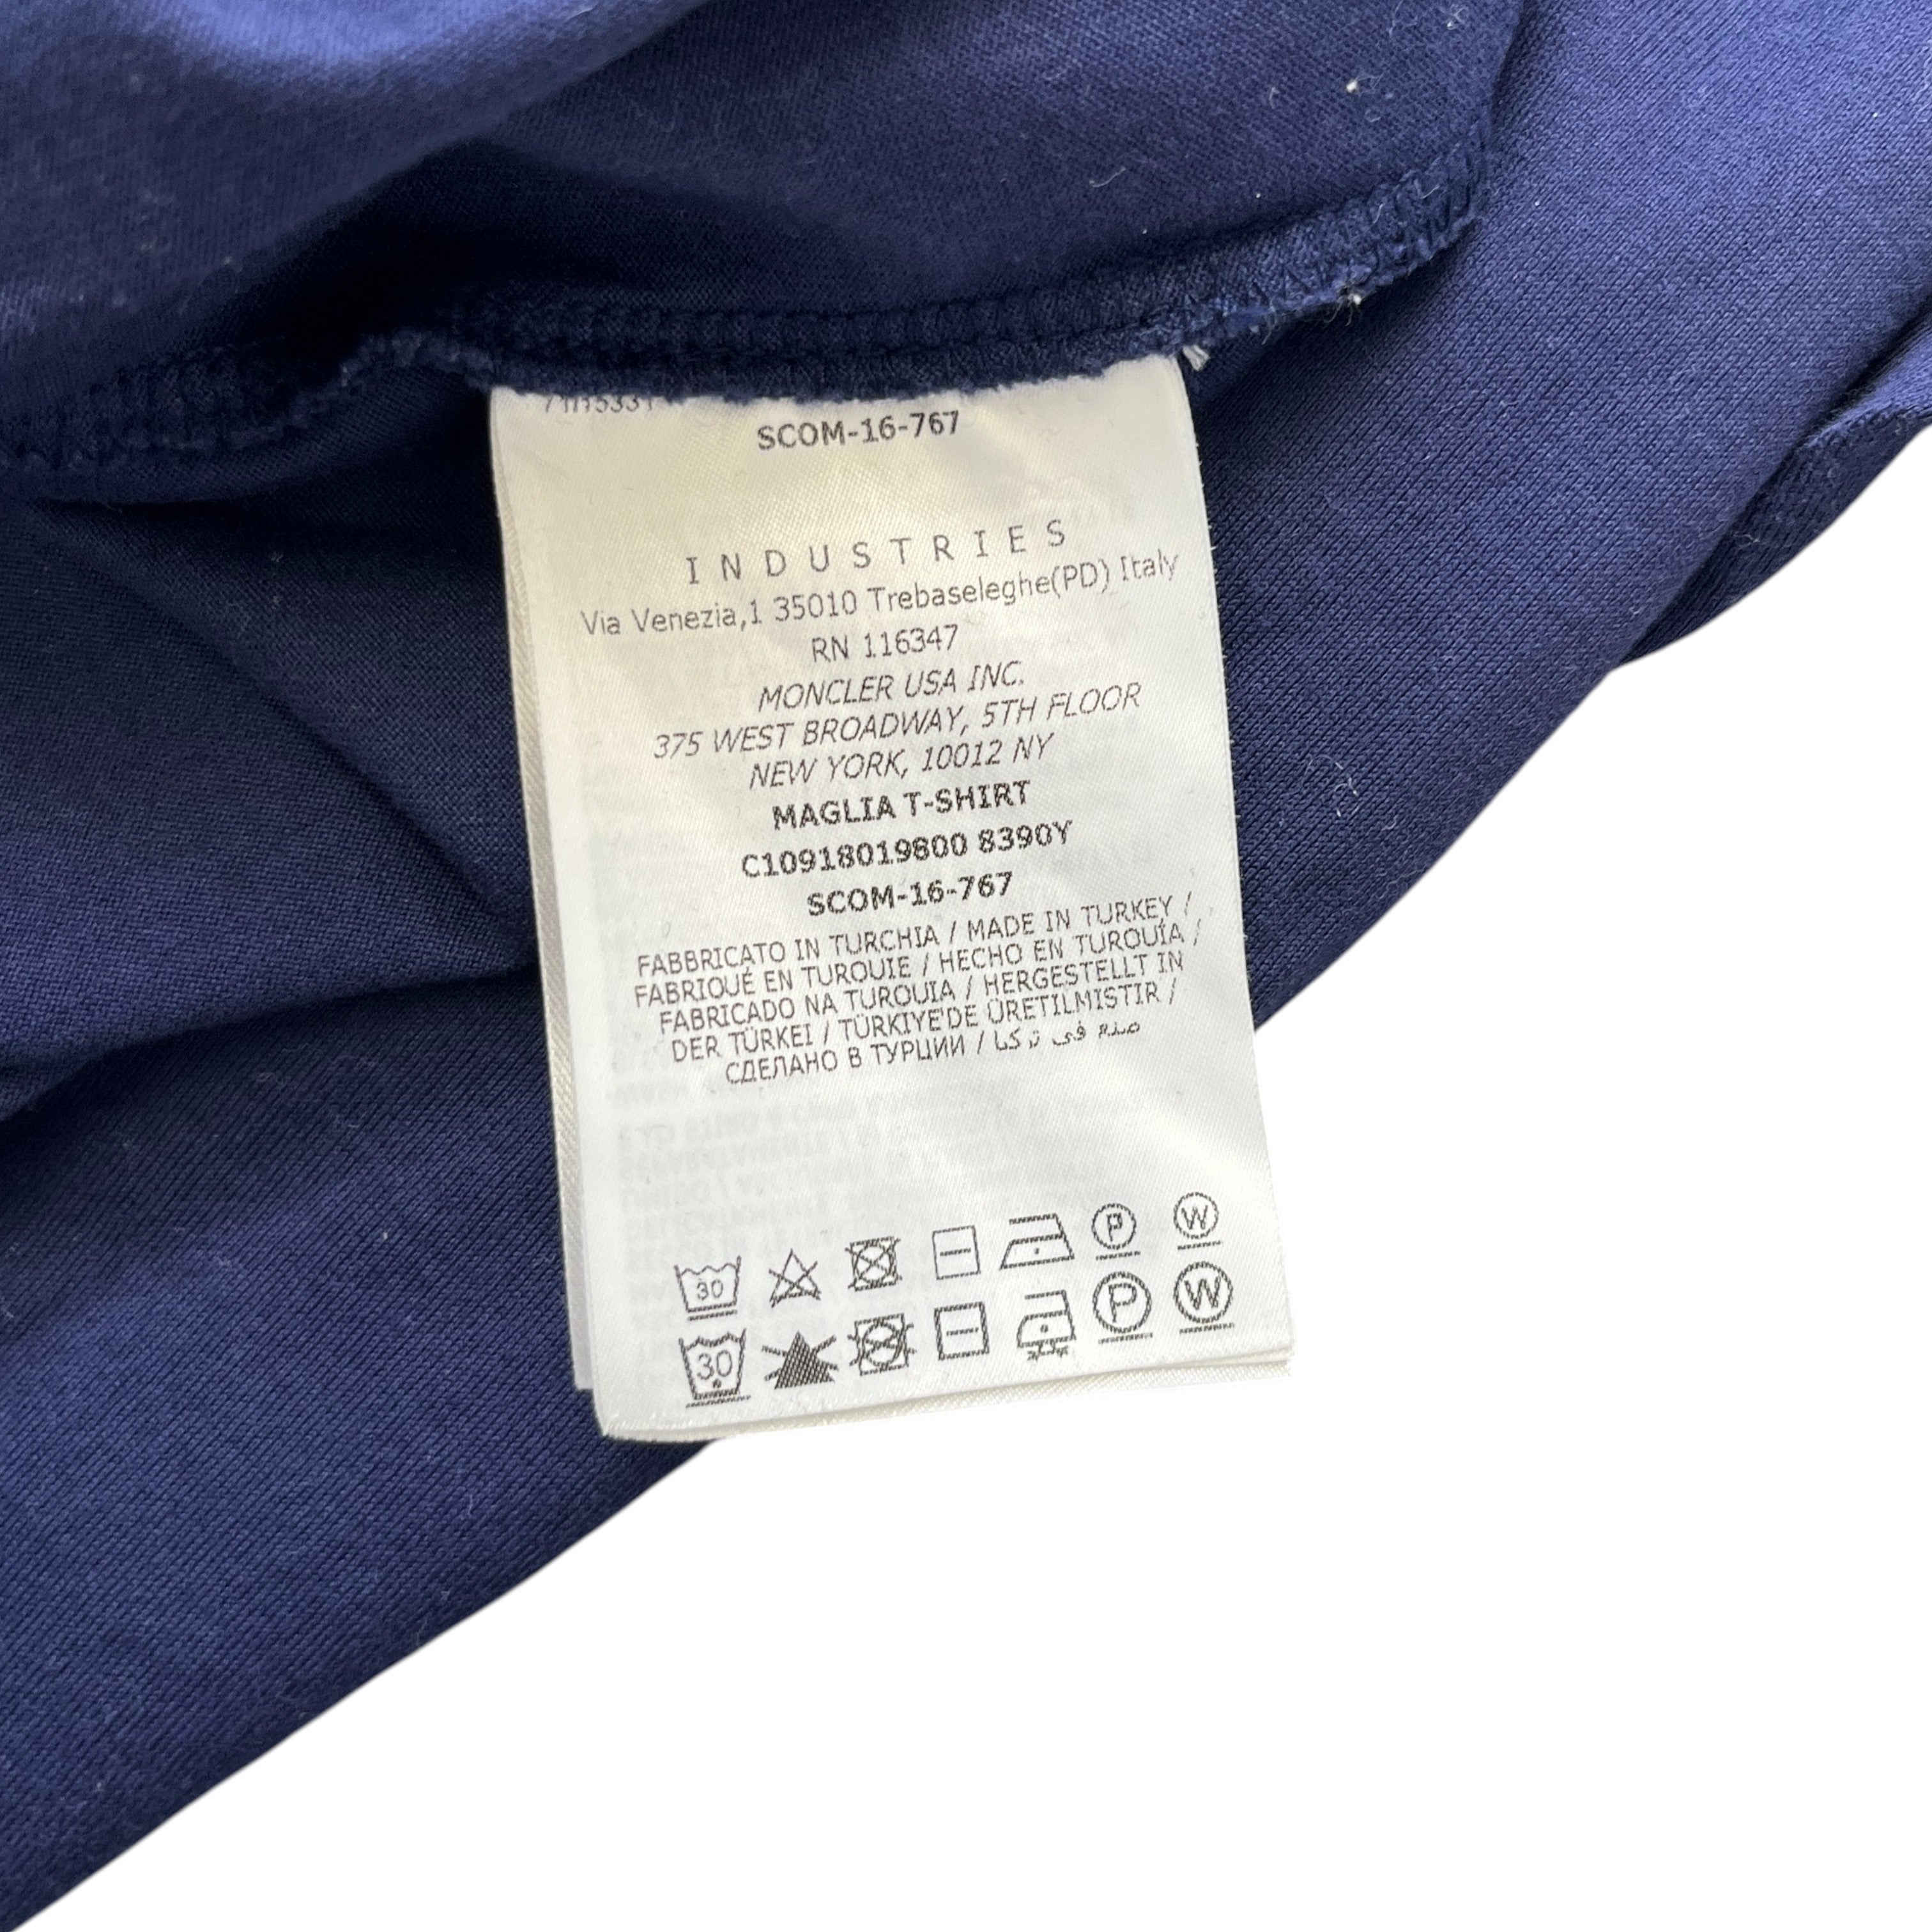 SCOM-16-767
INDUSTRIES
Via Venezia,1 35010 Trebaseleghe(PD) Italy
RN 116347
MONCLER USA INC.
375 WEST BROADWAY, 5TH FLOOR
NEW YORK, 10012 NY
MAGLIA T-SHIRT
C10918019800 8390Y
SCOM-16-767
FABBRICATO IN TURCHIA / MADE IN TURKEY /
FABRIQUÉ EN TURQUIE / HECHO EN TURQUÍA /
FABRICADO NA TURQUIA / HERGESTELLT IN
DER TÜRKEI / TÜRKIYE'DE ÜRETILMISTIR /
СДЕЛАНО В ТУРЦИИ / صنع في تركيا
30 P W
30 P W